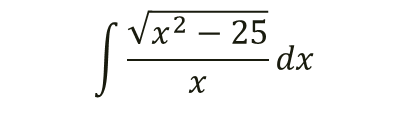 ∫ √(x² − 25) / x dx